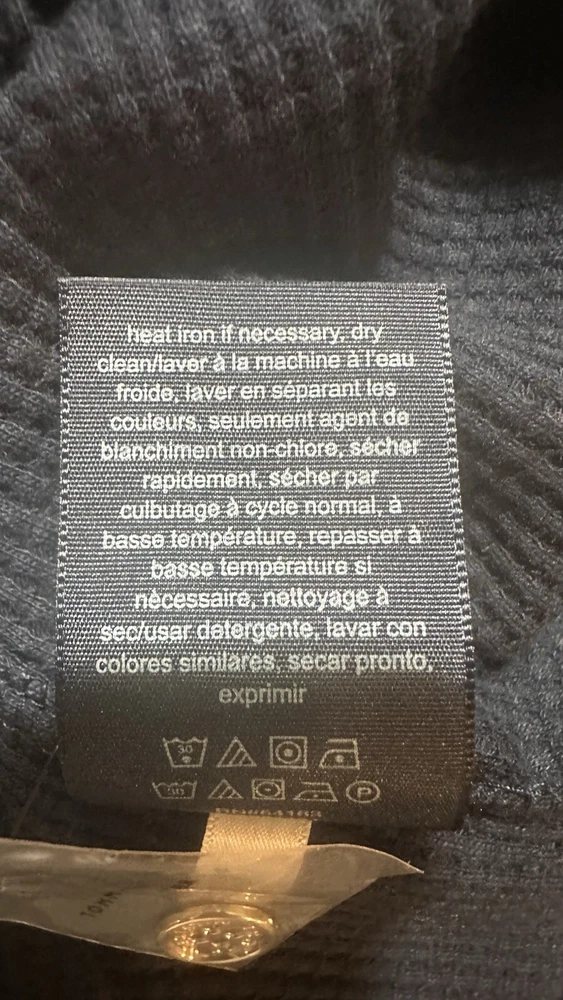 heat iron if necessary, dry
clean/laver à la machine à l'eau
froide, laver en séparant les
couleurs, seulement agent de
blanchiment non-chlore, sécher
rapidement, sécher par
culbutage à cycle normal, à
basse température, repasser à
basse température si
nécessaire, nettoyage à
sec/usar detergente, lavar con
colores similares, secar pronto,
exprimir
30
30 P